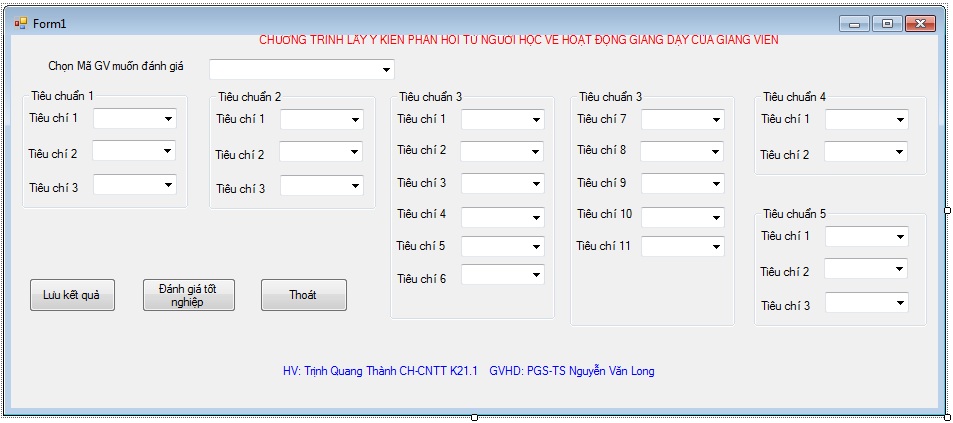 Form1
CHƯƠNG TRÌNH LẤY Ý KIẾN PHẢN HỒI TỪ NGƯỜI HỌC VỀ HOẠT ĐỘNG GIẢNG DẠY CỦA GIẢNG VIÊN
Chọn Mã GV muốn đánh giá
Tiêu chuẩn 1
Tiêu chí 1
Tiêu chí 2
Tiêu chí 3
Tiêu chuẩn 2
Tiêu chí 1
Tiêu chí 2
Tiêu chí 3
Tiêu chuẩn 3
Tiêu chí 1
Tiêu chí 2
Tiêu chí 3
Tiêu chí 4
Tiêu chí 5
Tiêu chí 6
Tiêu chuẩn 3
Tiêu chí 7
Tiêu chí 8
Tiêu chí 9
Tiêu chí 10
Tiêu chí 11
Tiêu chuẩn 4
Tiêu chí 1
Tiêu chí 2
Tiêu chuẩn 5
Tiêu chí 1
Tiêu chí 2
Tiêu chí 3
Lưu kết quả
Đánh giá tốt
nghiệp
Thoát
HV: Trịnh Quang Thành CH-CNTT K21.1 GVHD: PGS-TS Nguyễn Văn Long